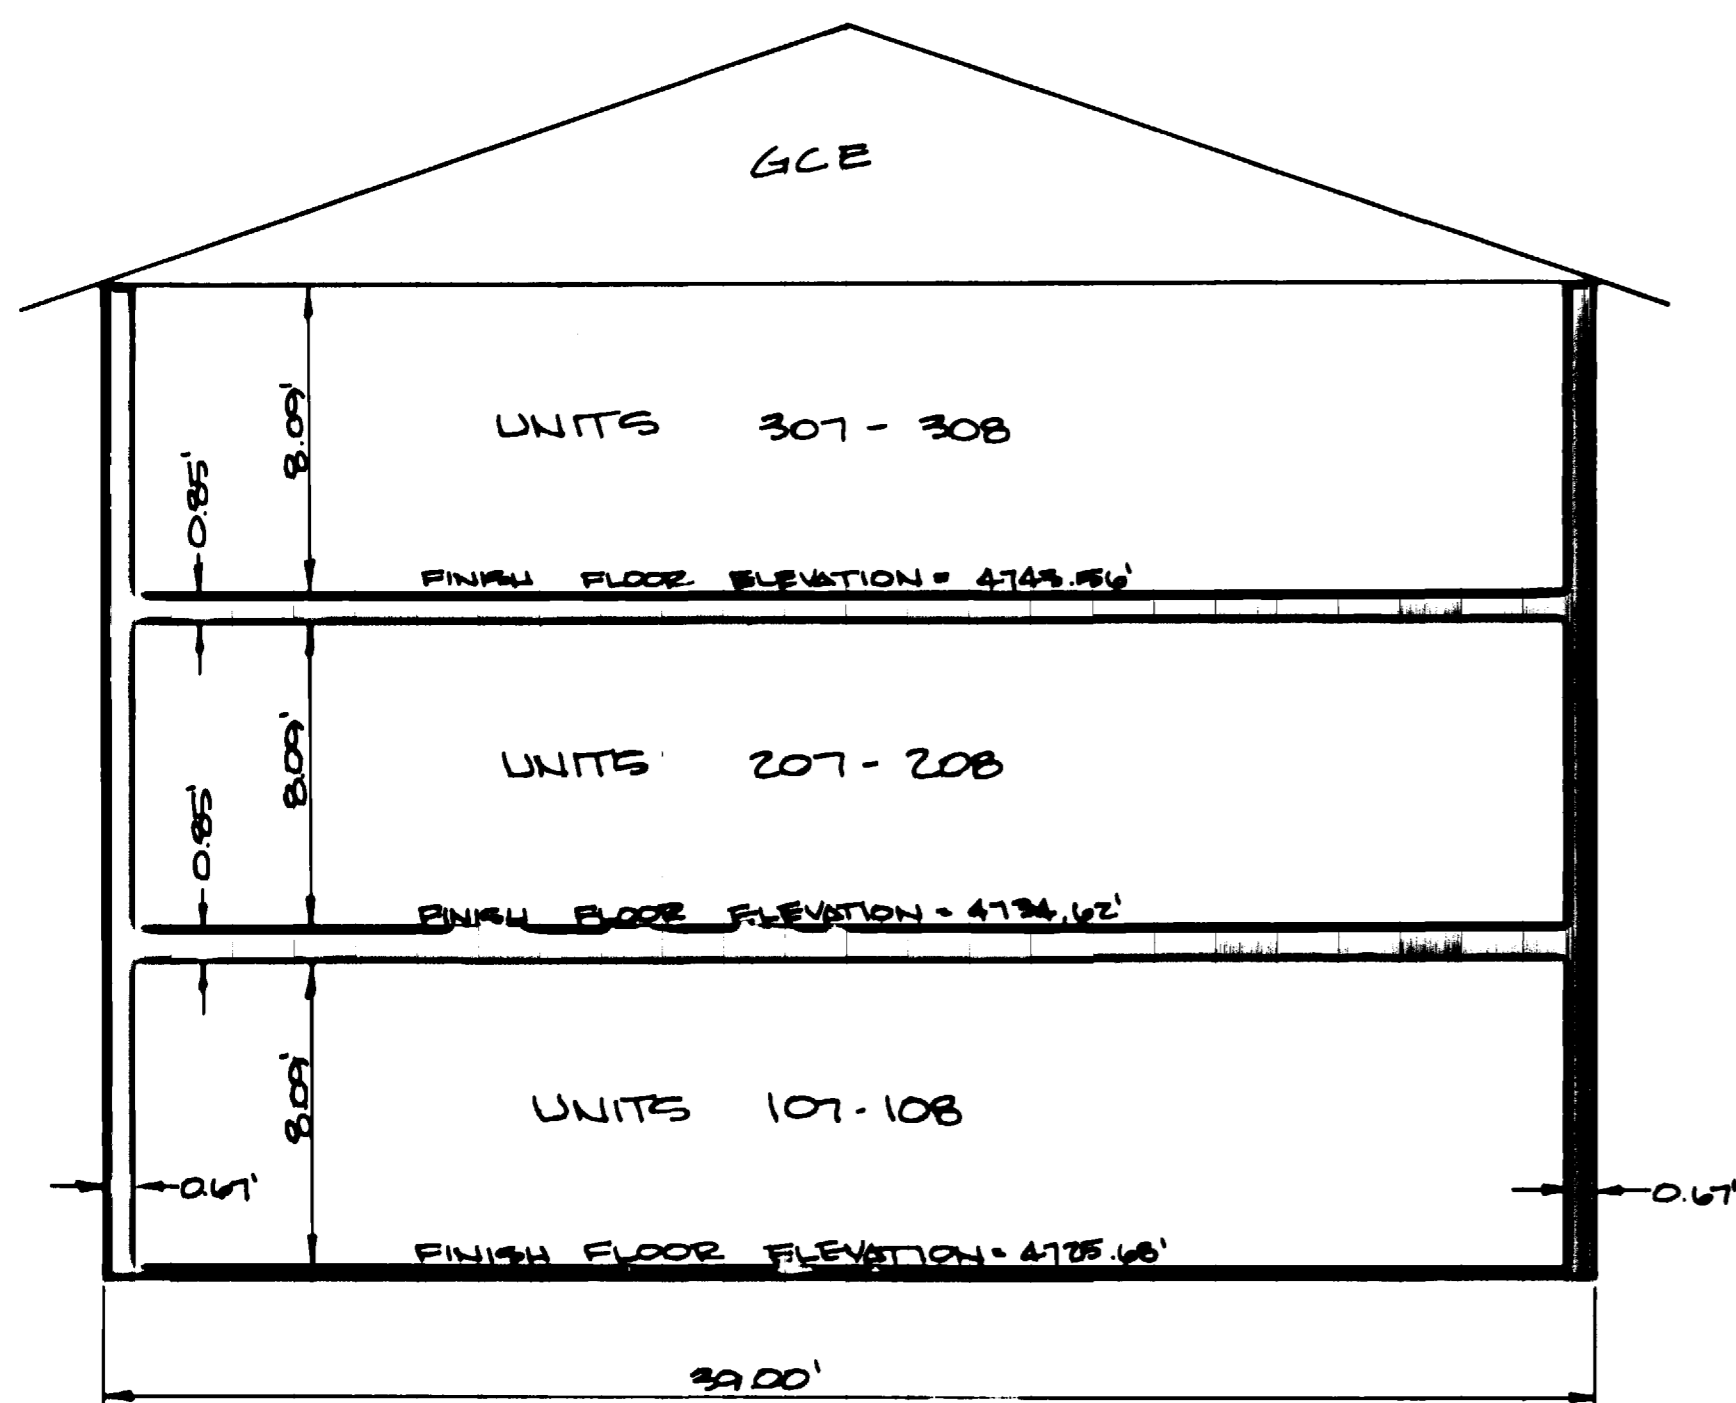 GCE
8.09'
UNITS 307 - 308
0.85'
FINISH FLOOR ELEVATION = 4743.56'
8.09'
UNITS 207 - 208
0.85'
FINISH FLOOR ELEVATION = 4734.62'
8.09'
UNITS 107 - 108
0.67'
0.67'
FINISH FLOOR ELEVATION = 4725.68'
39.00'